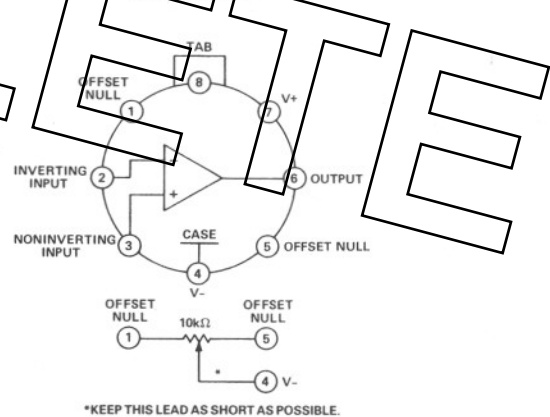 ETE
TAB
8
OFFSET
NULL
1
7
V+
INVERTING
INPUT
2
−
6
OUTPUT
+
NONINVERTING
INPUT
3
CASE
5
OFFSET NULL
4
V−
OFFSET
NULL
OFFSET
NULL
10kΩ
1
5
*
4
V−
*KEEP THIS LEAD AS SHORT AS POSSIBLE.